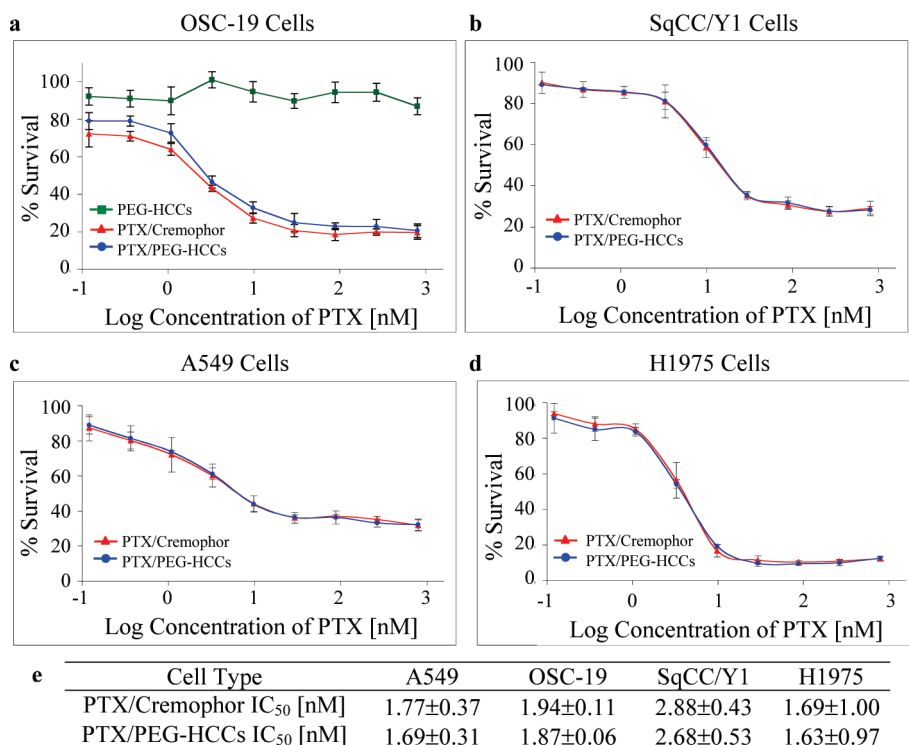 a OSC-19 Cells
100
80
60
40
20
0
% Survival
PEG-HCCs
PTX/Cremophor
PTX/PEG-HCCs
-1 0 1 2 3
Log Concentration of PTX [nM]
b SqCC/Y1 Cells
100
80
60
40
20
0
% Survival
PTX/Cremophor
PTX/PEG-HCCs
-1 0 1 2 3
Log Concentration of PTX [nM]
c A549 Cells
100
80
60
40
20
0
% Survival
PTX/Cremophor
PTX/PEG-HCCs
-1 0 1 2 3
Log Concentration of PTX [nM]
d H1975 Cells
100
80
60
40
20
0
% Survival
PTX/Cremophor
PTX/PEG-HCCs
-1 0 1 2 3
Log Concentration of PTX [nM]
e Cell Type A549 OSC-19 SqCC/Y1 H1975
PTX/Cremophor IC50 [nM] 1.77±0.37 1.94±0.11 2.88±0.43 1.69±1.00
PTX/PEG-HCCs IC50 [nM] 1.69±0.31 1.87±0.06 2.68±0.53 1.63±0.97